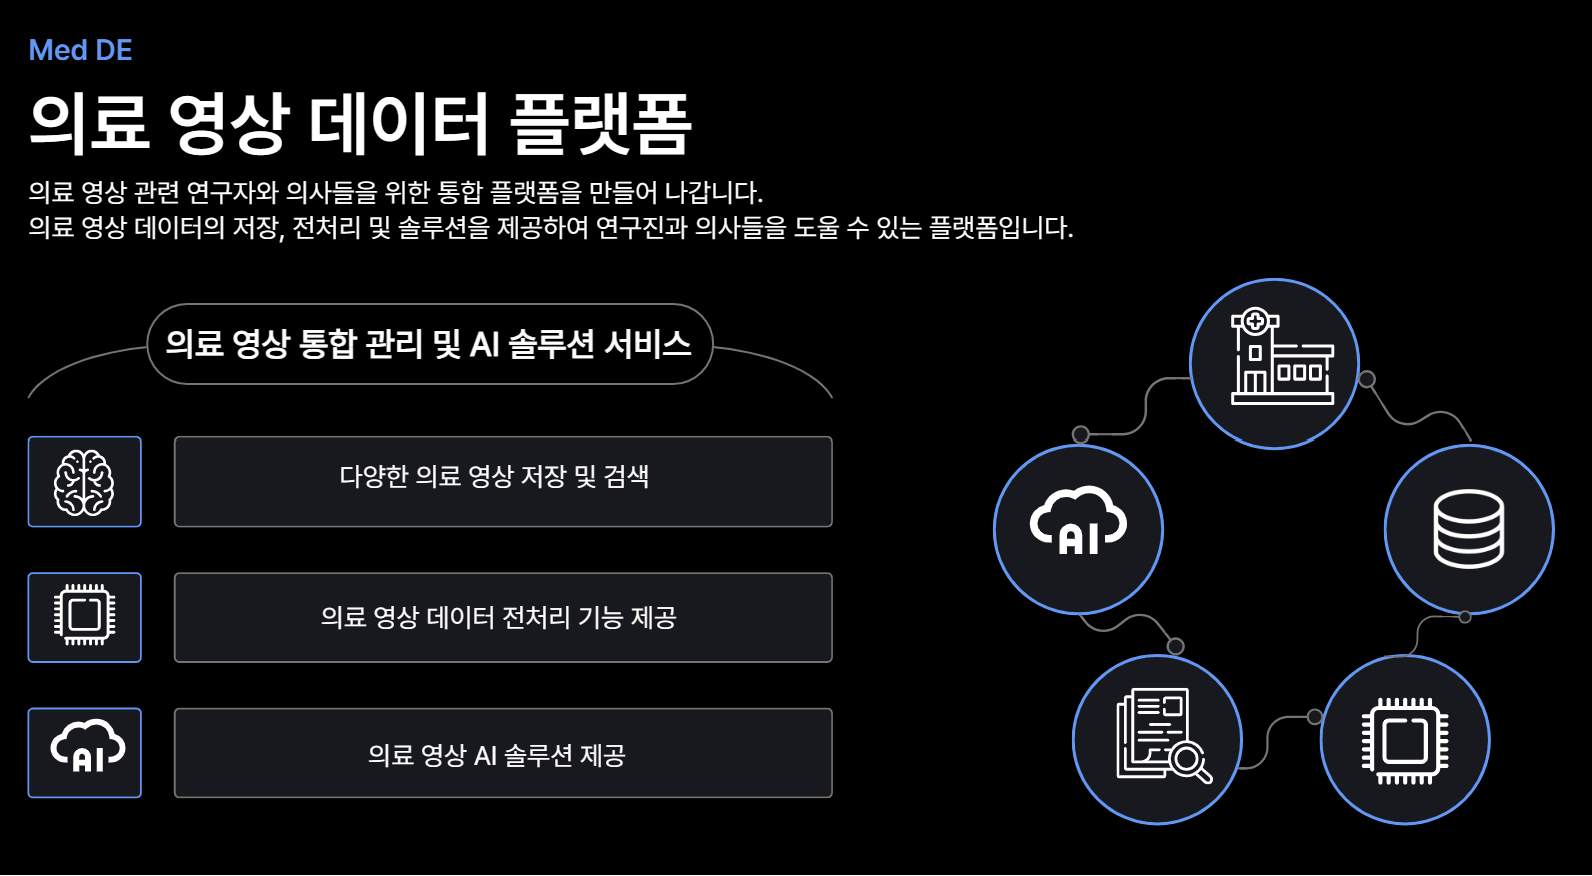 Med DE
의료 영상 데이터 플랫폼
의료 영상 관련 연구자와 의사들을 위한 통합 플랫폼을 만들어 나갑니다.
의료 영상 데이터의 저장, 전처리 및 솔루션을 제공하여 연구진과 의사들을 도울 수 있는 플랫폼입니다.
의료 영상 통합 관리 및 AI 솔루션 서비스
다양한 의료 영상 저장 및 검색
의료 영상 데이터 전처리 기능 제공
AI
의료 영상 AI 솔루션 제공
AI